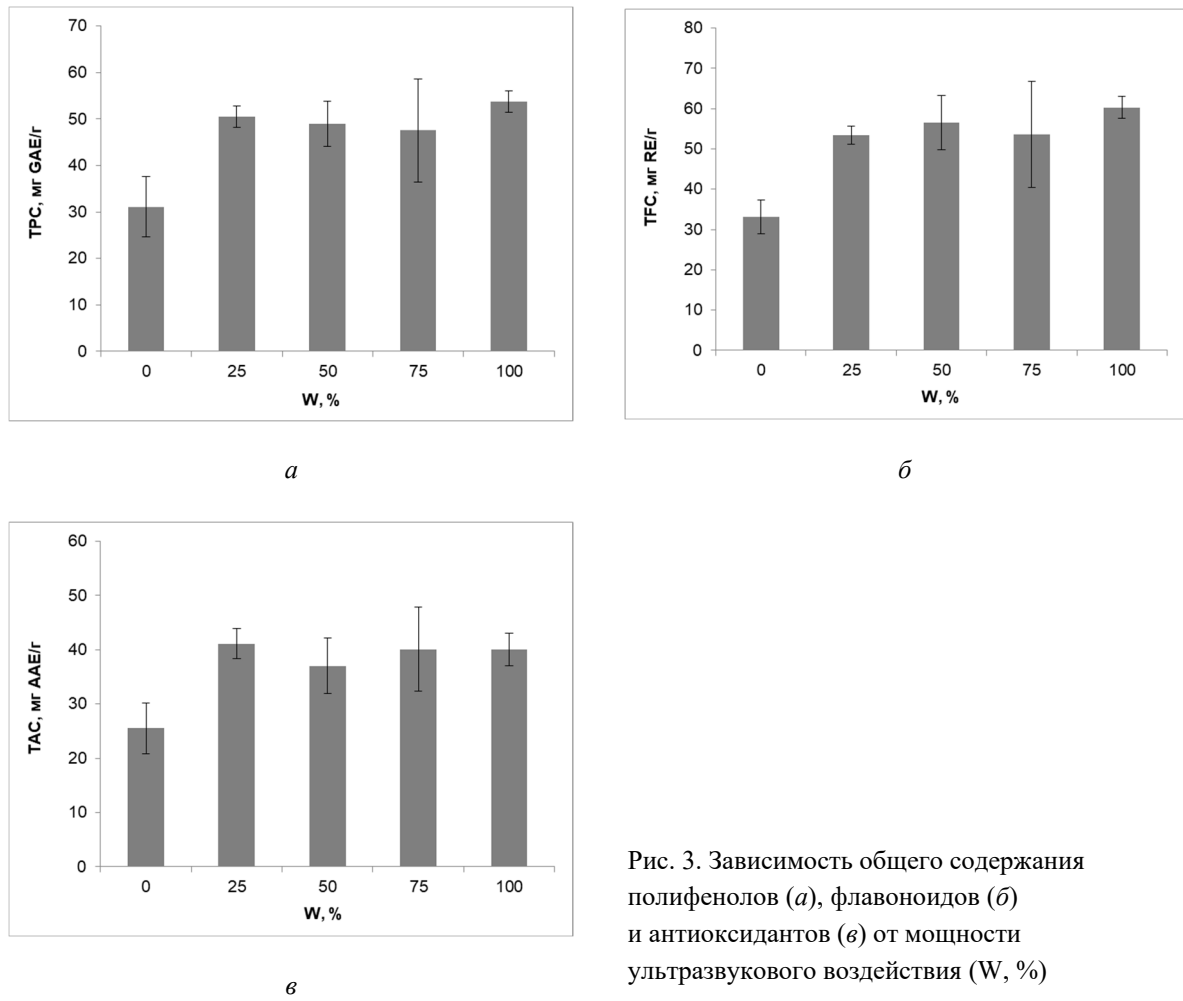 70
60
50
40
30
20
10
0
TPC, мг GAE/г
0 25 50 75 100
W, %
а
80
70
60
50
40
30
20
10
0
TFC, мг RE/г
0 25 50 75 100
W, %
б
60
50
40
30
20
10
0
TAC, мг AAE/г
0 25 50 75 100
W, %
в
Рис. 3. Зависимость общего содержания
полифенолов (а), флавоноидов (б)
и антиоксидантов (в) от мощности
ультразвукового воздействия (W, %)